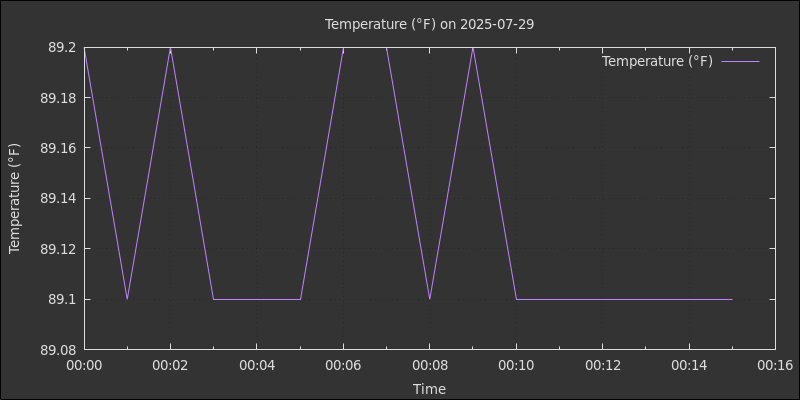 Temperature (°F) on 2025-07-29
Temperature (°F)
89.2
89.18
89.16
89.14
89.12
89.1
89.08
Temperature (°F)
00:00 00:02 00:04 00:06 00:08 00:10 00:12 00:14 00:16
Time